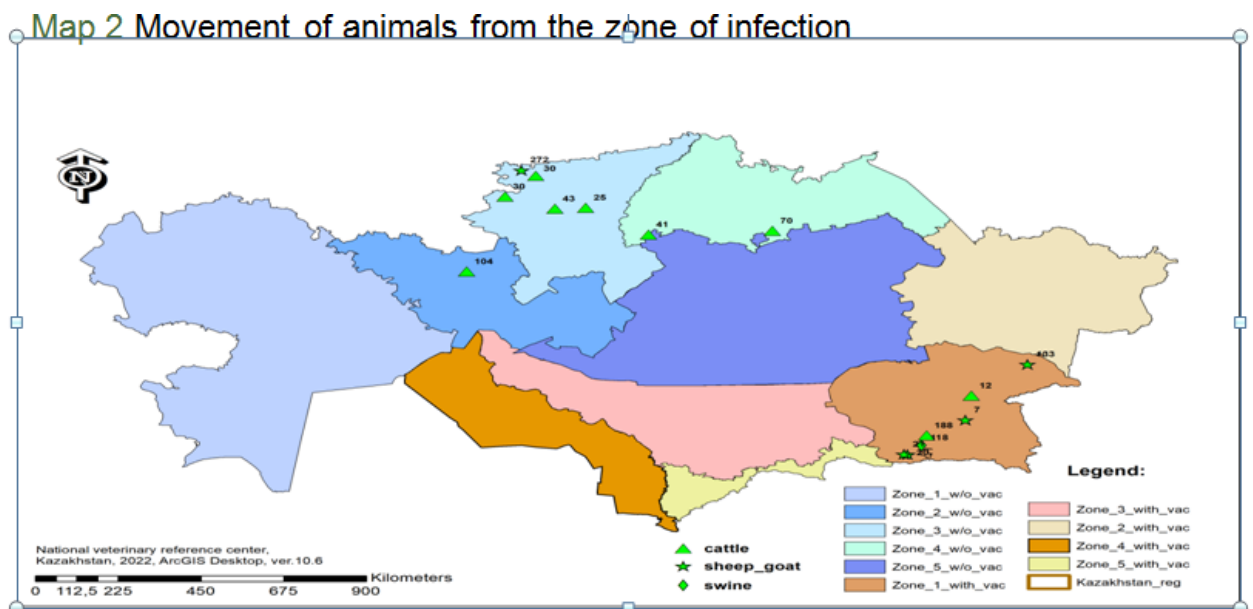 Map 2 Movement of animals from the zone of infection
N
272
30
30
43
25
41
70
104
12
7
188
118
Legend:
Zone_1_w/o_vac
Zone_2_w/o_vac
Zone_3_w/o_vac
Zone_4_w/o_vac
Zone_5_w/o_vac
Zone_1_with_vac
Zone_3_with_vac
Zone_2_with_vac
Zone_4_with_vac
Zone_5_with_vac
Kazakhstan_reg
cattle
sheep_goat
swine
National veterinary reference center,
Kazakhstan, 2022, ArcGIS Desktop, ver.10.6
Kilometers
0 112,5 225 450 675 900